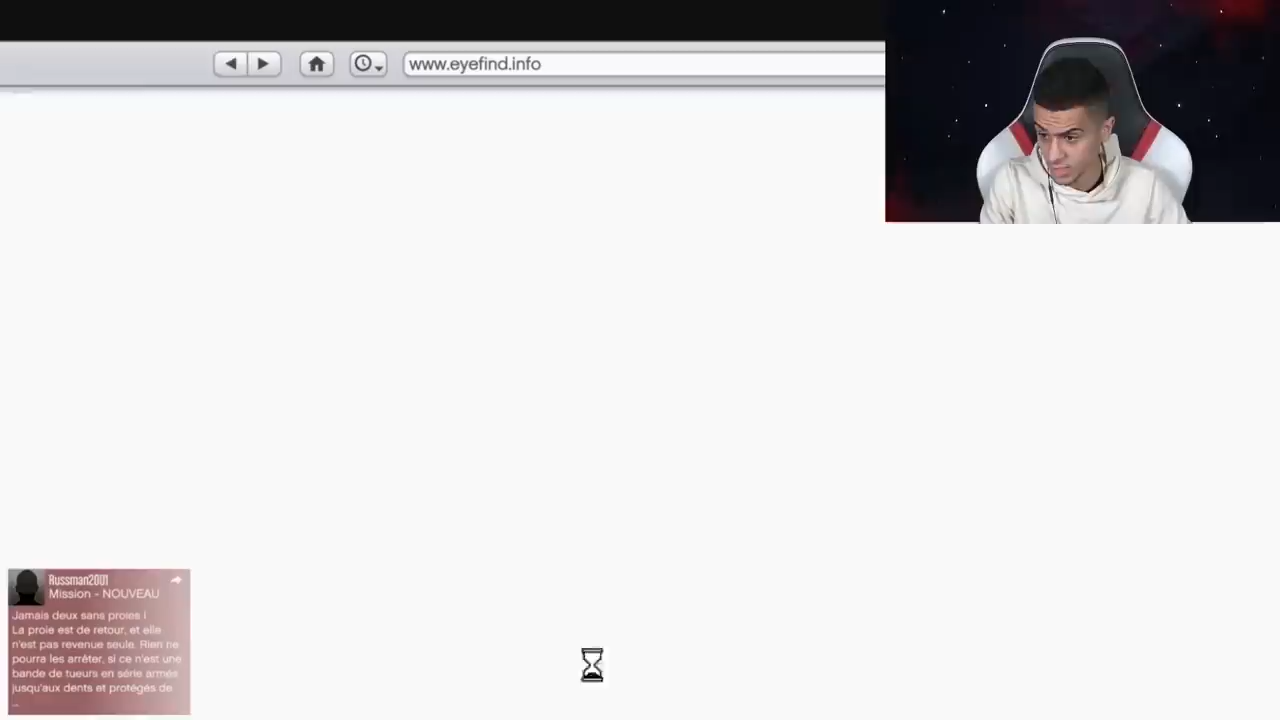 www.eyefind.info
Russman2001
Mission - NOUVEAU
Jamais deux sans proies !
La proie est de retour, et elle
n'est pas revenue seule. Rien ne
pourra les arrêter, si ce n'est une
bande de tueurs en série armés
jusqu'aux dents et protégés de
...